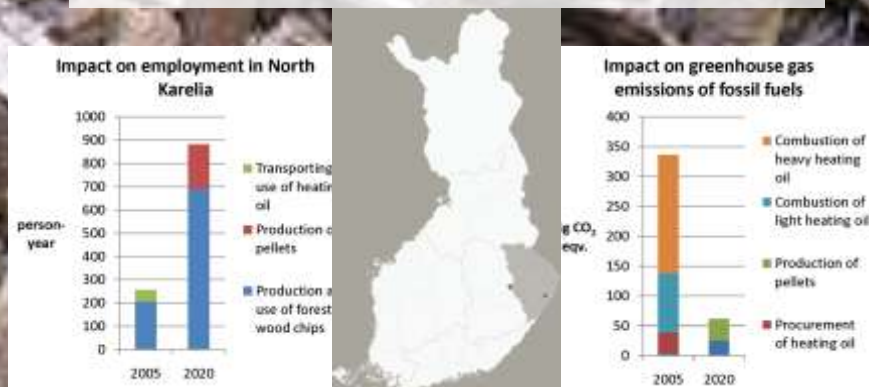 Impact on employment in North
Karelia
1000
900
800
700
600
500
400
300
200
100
0
person-
year
2005
2020
Transporting
use of heatin
oil
Production o
pellets
Production a
use of forest
wood chips
Impact on greenhouse gas
emissions of fossil fuels
400
350
300
250
200
150
100
50
0
g CO₂
eqv.
2005
2020
Combustion of
heavy heating
oil
Combustion of
light heating oil
Production of
pellets
Procurement
of heating oil